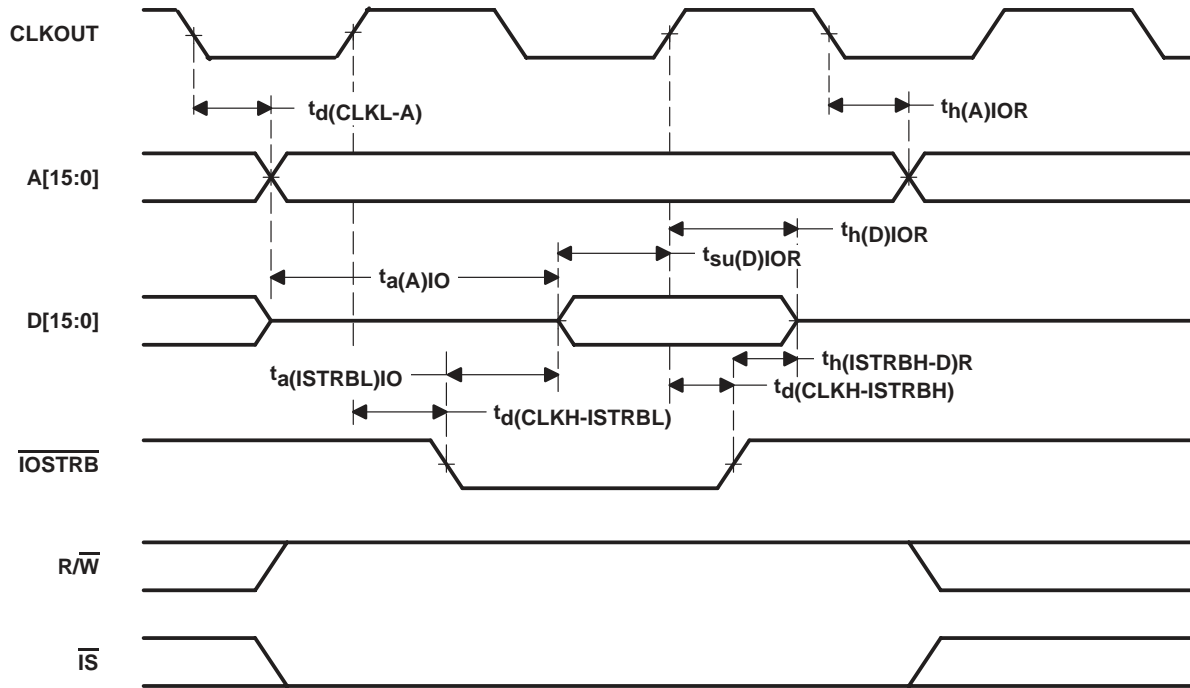 CLKOUT
td(CLKL-A)
th(A)IOR
A[15:0]
th(D)IOR
tsu(D)IOR
ta(A)IO
D[15:0]
th(ISTRBH-D)R
ta(ISTRBL)IO
td(CLKH-ISTRBH)
td(CLKH-ISTRBL)
IOSTRB
R/W
IS